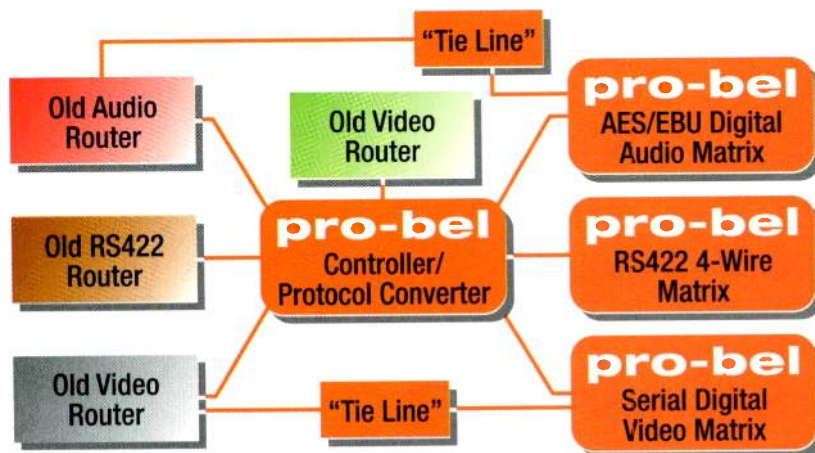 “Tie Line”
Old Audio
Router
Old Video
Router
pro-bel
AES/EBU Digital
Audio Matrix
Old RS422
Router
pro-bel
Controller/
Protocol Converter
pro-bel
RS422 4-Wire
Matrix
Old Video
Router
“Tie Line”
pro-bel
Serial Digital
Video Matrix